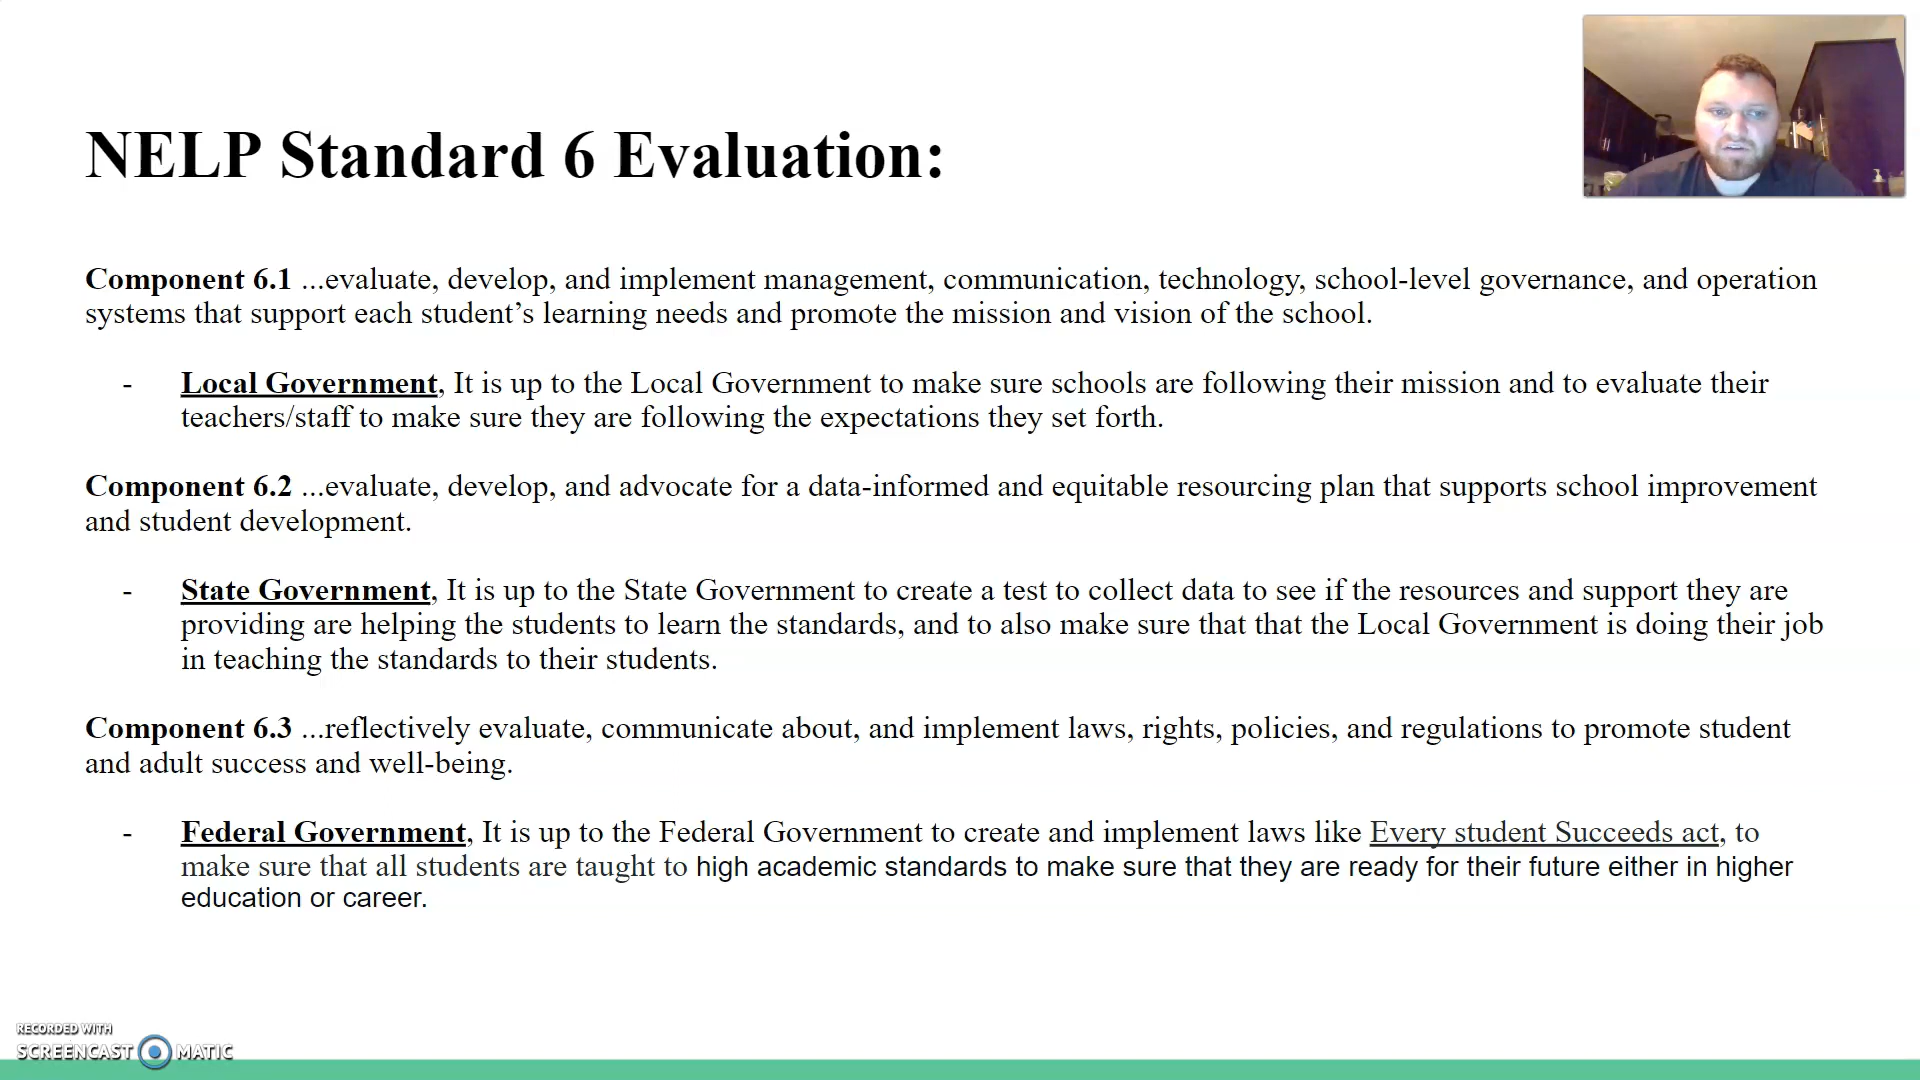 NELP Standard 6 Evaluation:
Component 6.1 ...evaluate, develop, and implement management, communication, technology, school-level governance, and operation
systems that support each student’s learning needs and promote the mission and vision of the school.
- Local Government, It is up to the Local Government to make sure schools are following their mission and to evaluate their
teachers/staff to make sure they are following the expectations they set forth.
Component 6.2 ...evaluate, develop, and advocate for a data-informed and equitable resourcing plan that supports school improvement
and student development.
- State Government, It is up to the State Government to create a test to collect data to see if the resources and support they are
providing are helping the students to learn the standards, and to also make sure that that the Local Government is doing their job
in teaching the standards to their students.
Component 6.3 ...reflectively evaluate, communicate about, and implement laws, rights, policies, and regulations to promote student
and adult success and well-being.
- Federal Government, It is up to the Federal Government to create and implement laws like Every student Succeeds act, to
make sure that all students are taught to high academic standards to make sure that they are ready for their future either in higher
education or career.
RECORDED WITH
SCREENCAST MATIC